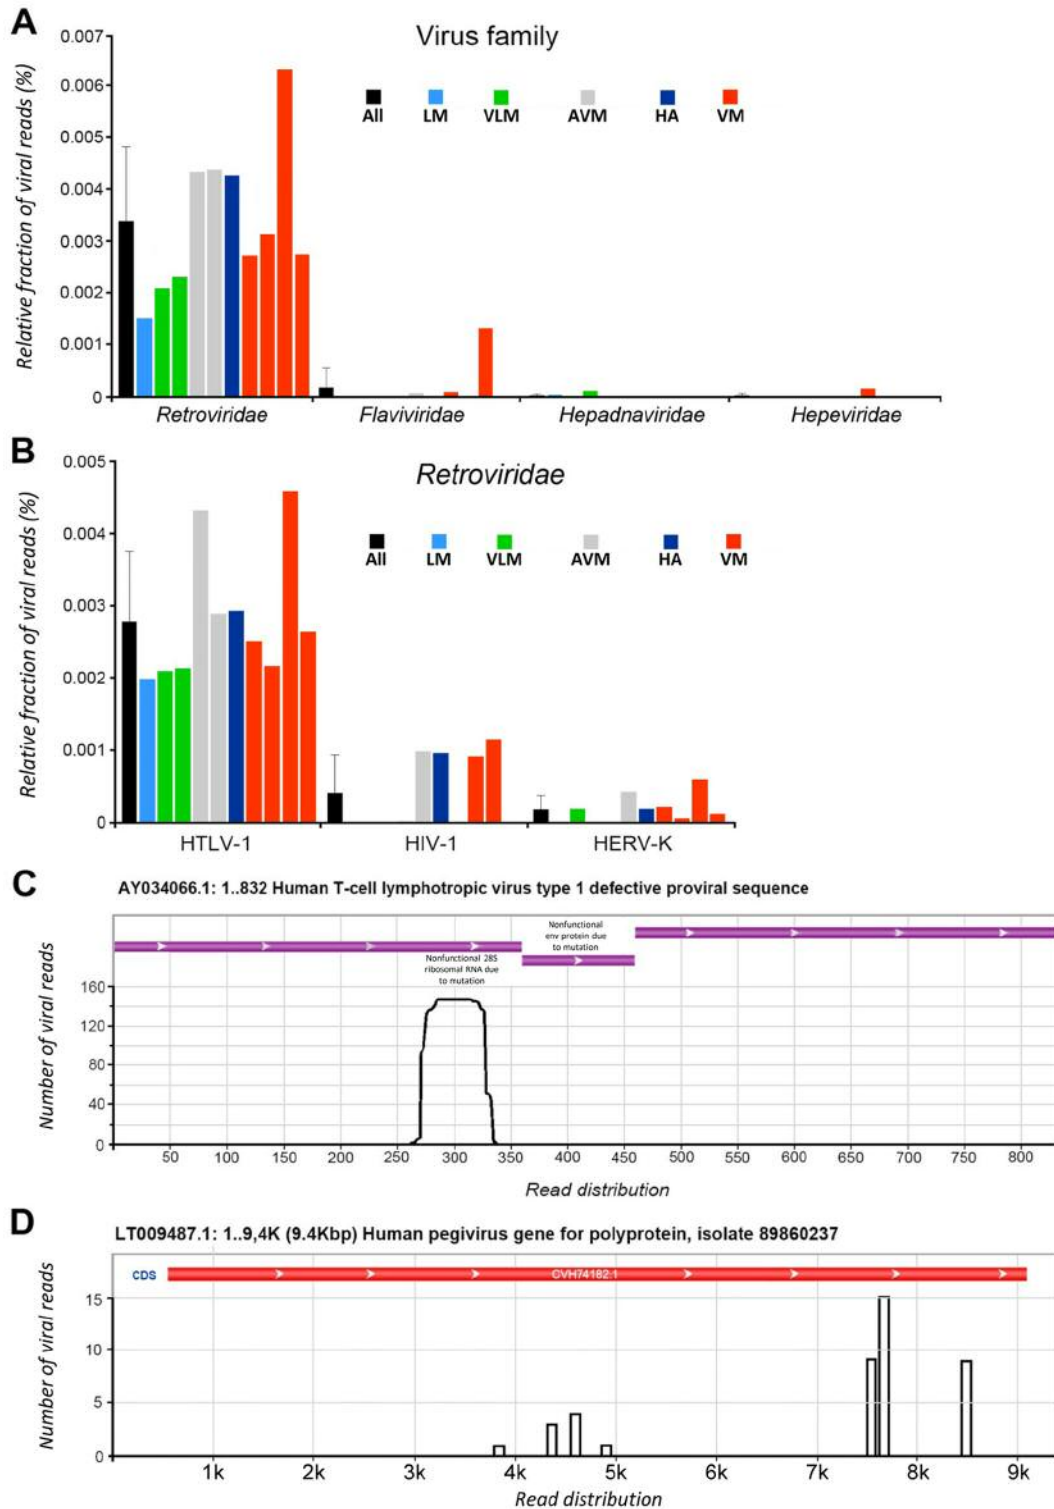 A
Virus family
Relative fraction of viral reads (%)
0.007
0.006
0.005
0.004
0.003
0.002
0.001
0
All LM VLM AVM HA VM
Retroviridae Flaviviridae Hepadnaviridae Hepeviridae
B
Retroviridae
Relative fraction of viral reads (%)
0.005
0.004
0.003
0.002
0.001
0
All LM VLM AVM HA VM
HTLV-1 HIV-1 HERV-K
C
AY034066.1: 1..832 Human T-cell lymphotropic virus type 1 defective proviral sequence
Number of viral reads
Nonfunctional
env protein due
to mutation
Nonfunctional 28S
ribosomal RNA due
to mutation
160
120
80
40
0
50 100 150 200 250 300 350 400 450 500 550 600 650 700 750 800
Read distribution
D
LT009487.1: 1..9,4K (9.4Kbp) Human pegivirus gene for polyprotein, isolate 89860237
Number of viral reads
CDS CVH74182.1
15
10
5
0
1k 2k 3k 4k 5k 6k 7k 8k 9k
Read distribution